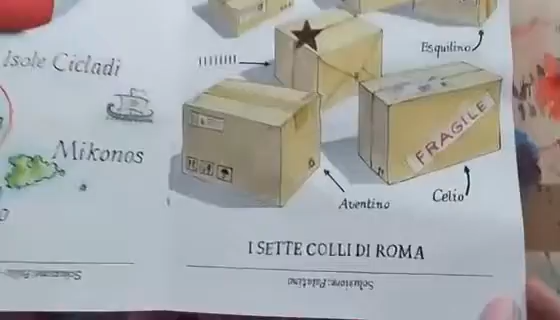 Isole Cicladi
Mikonos
Esquilino
FRAGILE
Aventino
Celio
I SETTE COLLI DI ROMA
Soluzione: Palatino